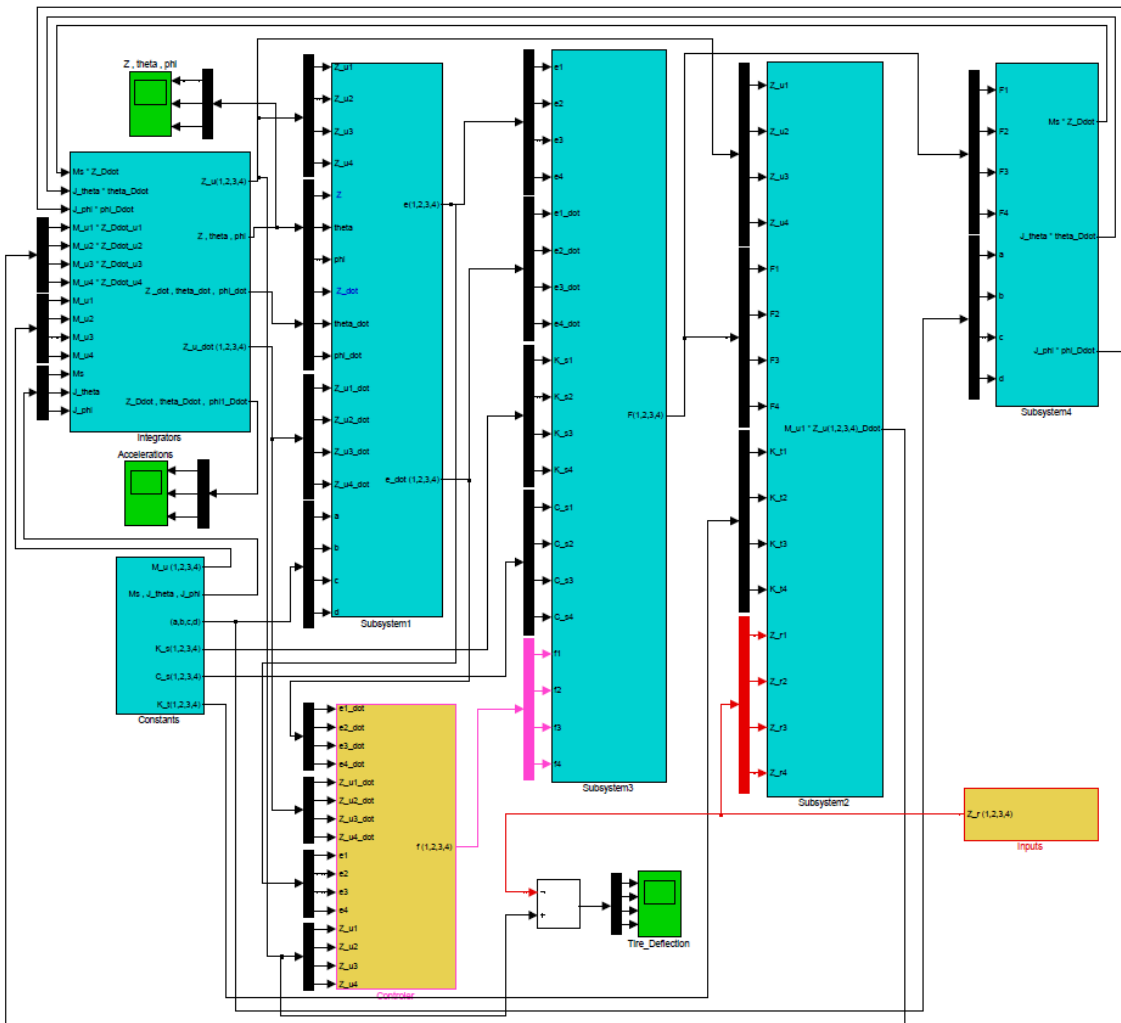 Z , theta , phi
Ms * Z_Ddot
J_theta * theta_Ddot
J_phi * phi_Ddot
M_u1 * Z_Ddot_u1
M_u2 * Z_Ddot_u2
M_u3 * Z_Ddot_u3
M_u4 * Z_Ddot_u4
M_u1
M_u2
M_u3
M_u4
Ms
J_theta
J_phi
Z_u(1,2,3,4)
Z , theta , phi
Z _dot , theta_dot , phi_dot
Z_u_dot (1,2,3,4)
Z_Ddot , theta_Ddot , phi1_Ddot
Integrators
Accelerations
M_u (1,2,3,4)
Ms , J_theta , J_phi
(a,b,c,d)
K_s(1,2,3,4)
C_s(1,2,3,4)
K_t(1,2,3,4)
Constants
Z_u1
Z_u2
Z_u3
Z_u4
Z
theta
phi
Z_dot
theta_dot
phi_dot
Z_u1_dot
Z_u2_dot
Z_u3_dot
Z_u4_dot
a
b
c
d
e(1,2,3,4)
e_dot (1,2,3,4)
Subsystem1
e1_dot
e2_dot
e3_dot
e4_dot
Z_u1_dot
Z_u2_dot
Z_u3_dot
Z_u4_dot
e1
e2
e3
e4
Z_u1
Z_u2
Z_u3
Z_u4
f (1,2,3,4)
Controler
e1
e2
e3
e4
e1_dot
e2_dot
e3_dot
e4_dot
K_s1
K_s2
K_s3
K_s4
C_s1
C_s2
C_s3
C_s4
f1
f2
f3
f4
F(1,2,3,4)
Subsystem3
Z_u1
Z_u2
Z_u3
Z_u4
F1
F2
F3
F4
K_t1
K_t2
K_t3
K_t4
Z_r1
Z_r2
Z_r3
Z_r4
M_u1 * Z_u(1,2,3,4)_Ddot
Subsystem2
F1
F2
F3
F4
a
b
c
d
Ms * Z_Ddot
J_theta * theta_Ddot
J_phi * phi_Ddot
Subsystem4
Z_r (1,2,3,4)
Inputs
-
+
Tire_Deflection